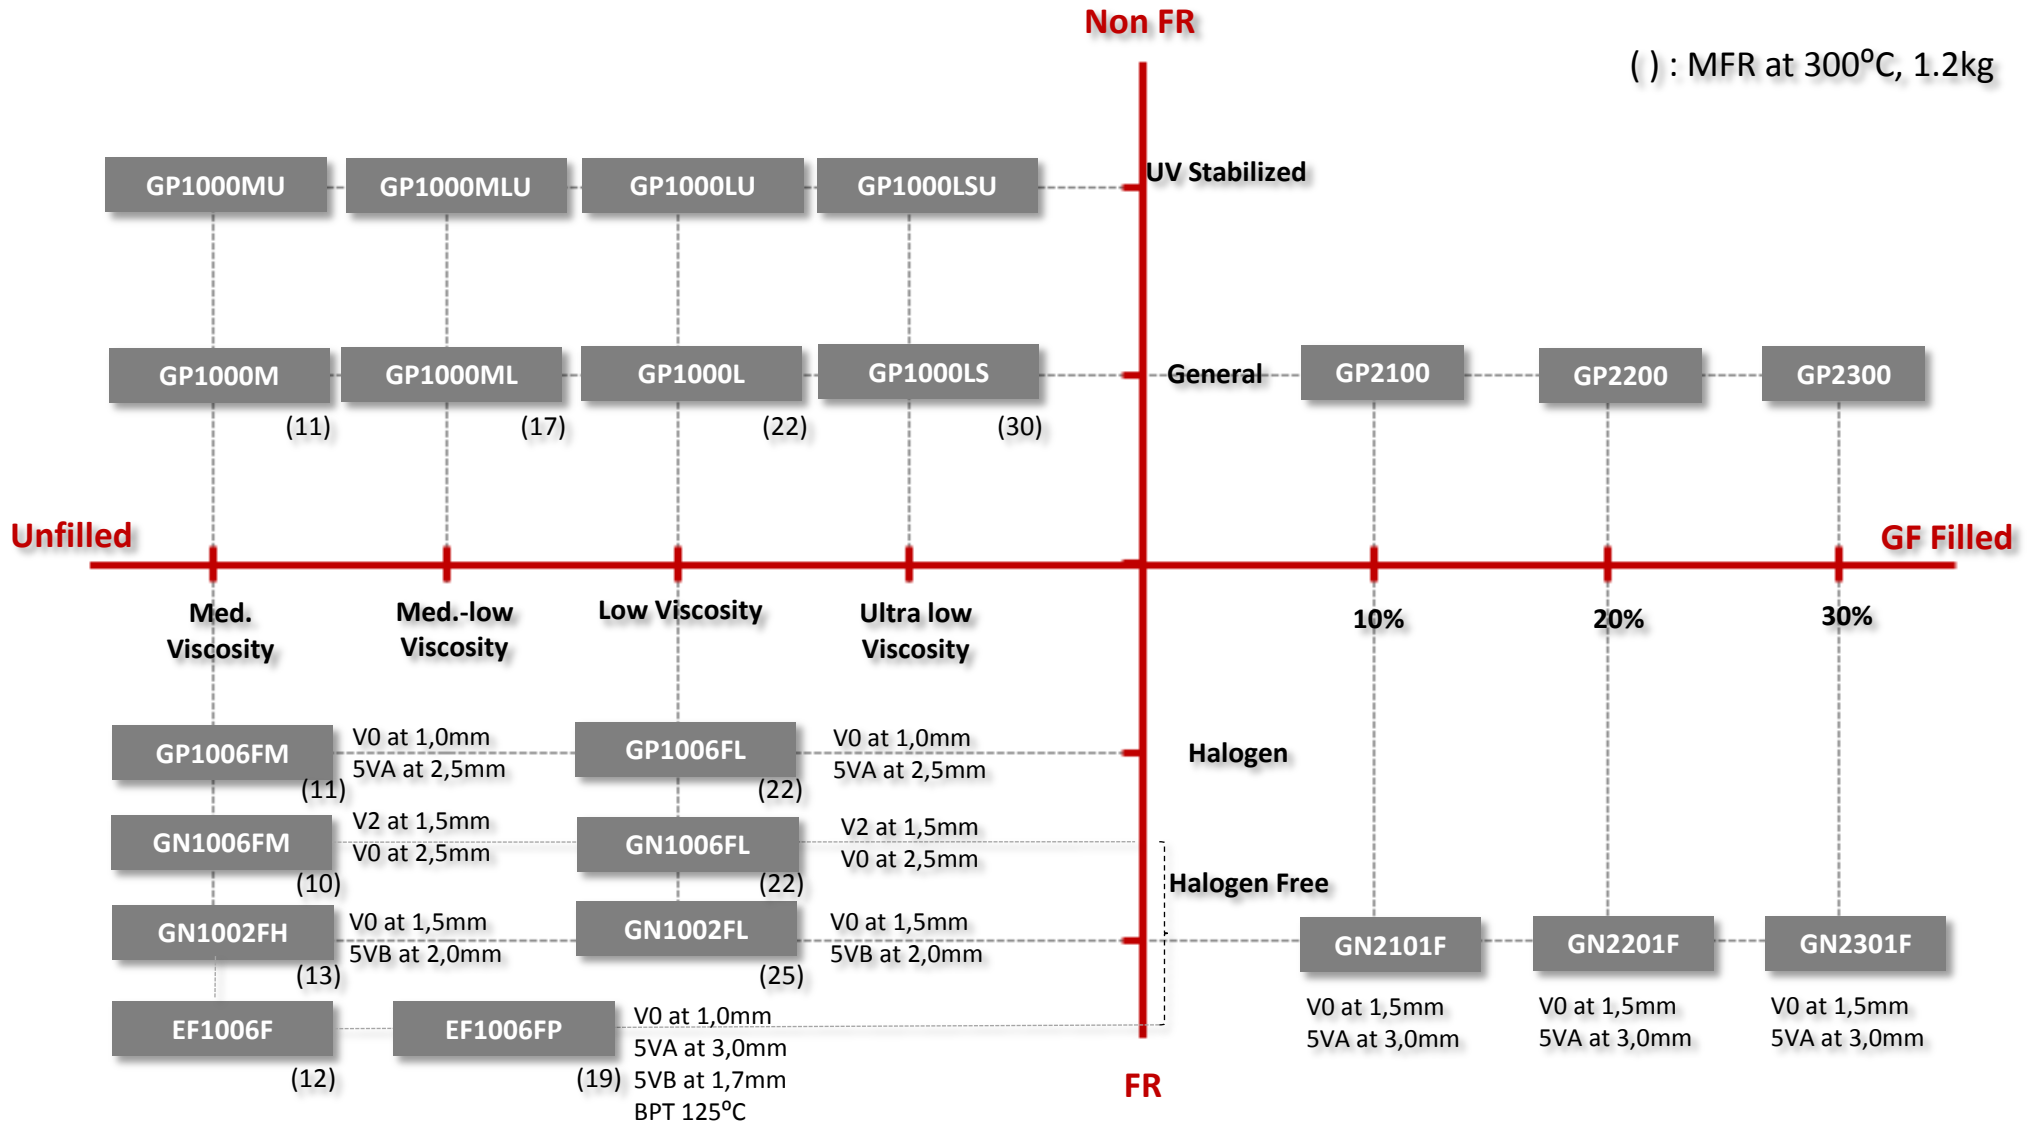 Non FR
( ) : MFR at 300⁰C, 1.2kg
GP1000MU
GP1000MLU
GP1000LU
GP1000LSU
UV Stabilized
GP1000M
GP1000ML
GP1000L
GP1000LS
General
GP2100
GP2200
GP2300
(11)
(17)
(22)
(30)
Unfilled
GF Filled
Med.
Viscosity
Med.-low
Viscosity
Low Viscosity
Ultra low
Viscosity
10%
20%
30%
GP1006FM
(11)
V0 at 1,0mm
5VA at 2,5mm
GP1006FL
(22)
V0 at 1,0mm
5VA at 2,5mm
Halogen
GN1006FM
(10)
V2 at 1,5mm
V0 at 2,5mm
GN1006FL
(22)
V2 at 1,5mm
V0 at 2,5mm
Halogen Free
GN1002FH
(13)
V0 at 1,5mm
5VB at 2,0mm
GN1002FL
(25)
V0 at 1,5mm
5VB at 2,0mm
GN2101F
V0 at 1,5mm
5VA at 3,0mm
GN2201F
V0 at 1,5mm
5VA at 3,0mm
GN2301F
V0 at 1,5mm
5VA at 3,0mm
EF1006F
(12)
EF1006FP
(19)
V0 at 1,0mm
5VA at 3,0mm
5VB at 1,7mm
BPT 125⁰C
FR